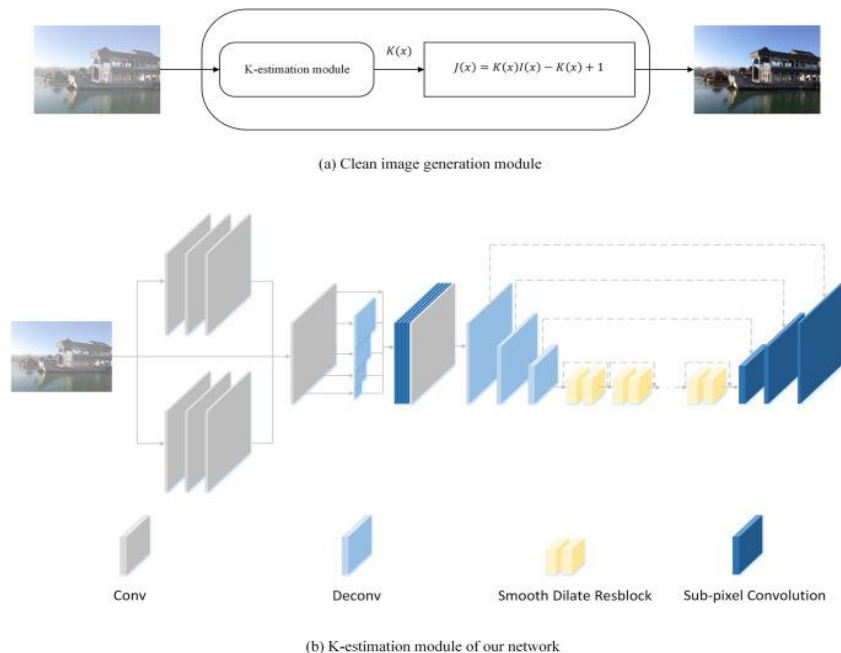 K(x)
K-estimation module
J(x) = K(x)I(x) − K(x) + 1
(a) Clean image generation module
Conv
Deconv
Smooth Dilate Resblock
Sub-pixel Convolution
(b) K-estimation module of our network